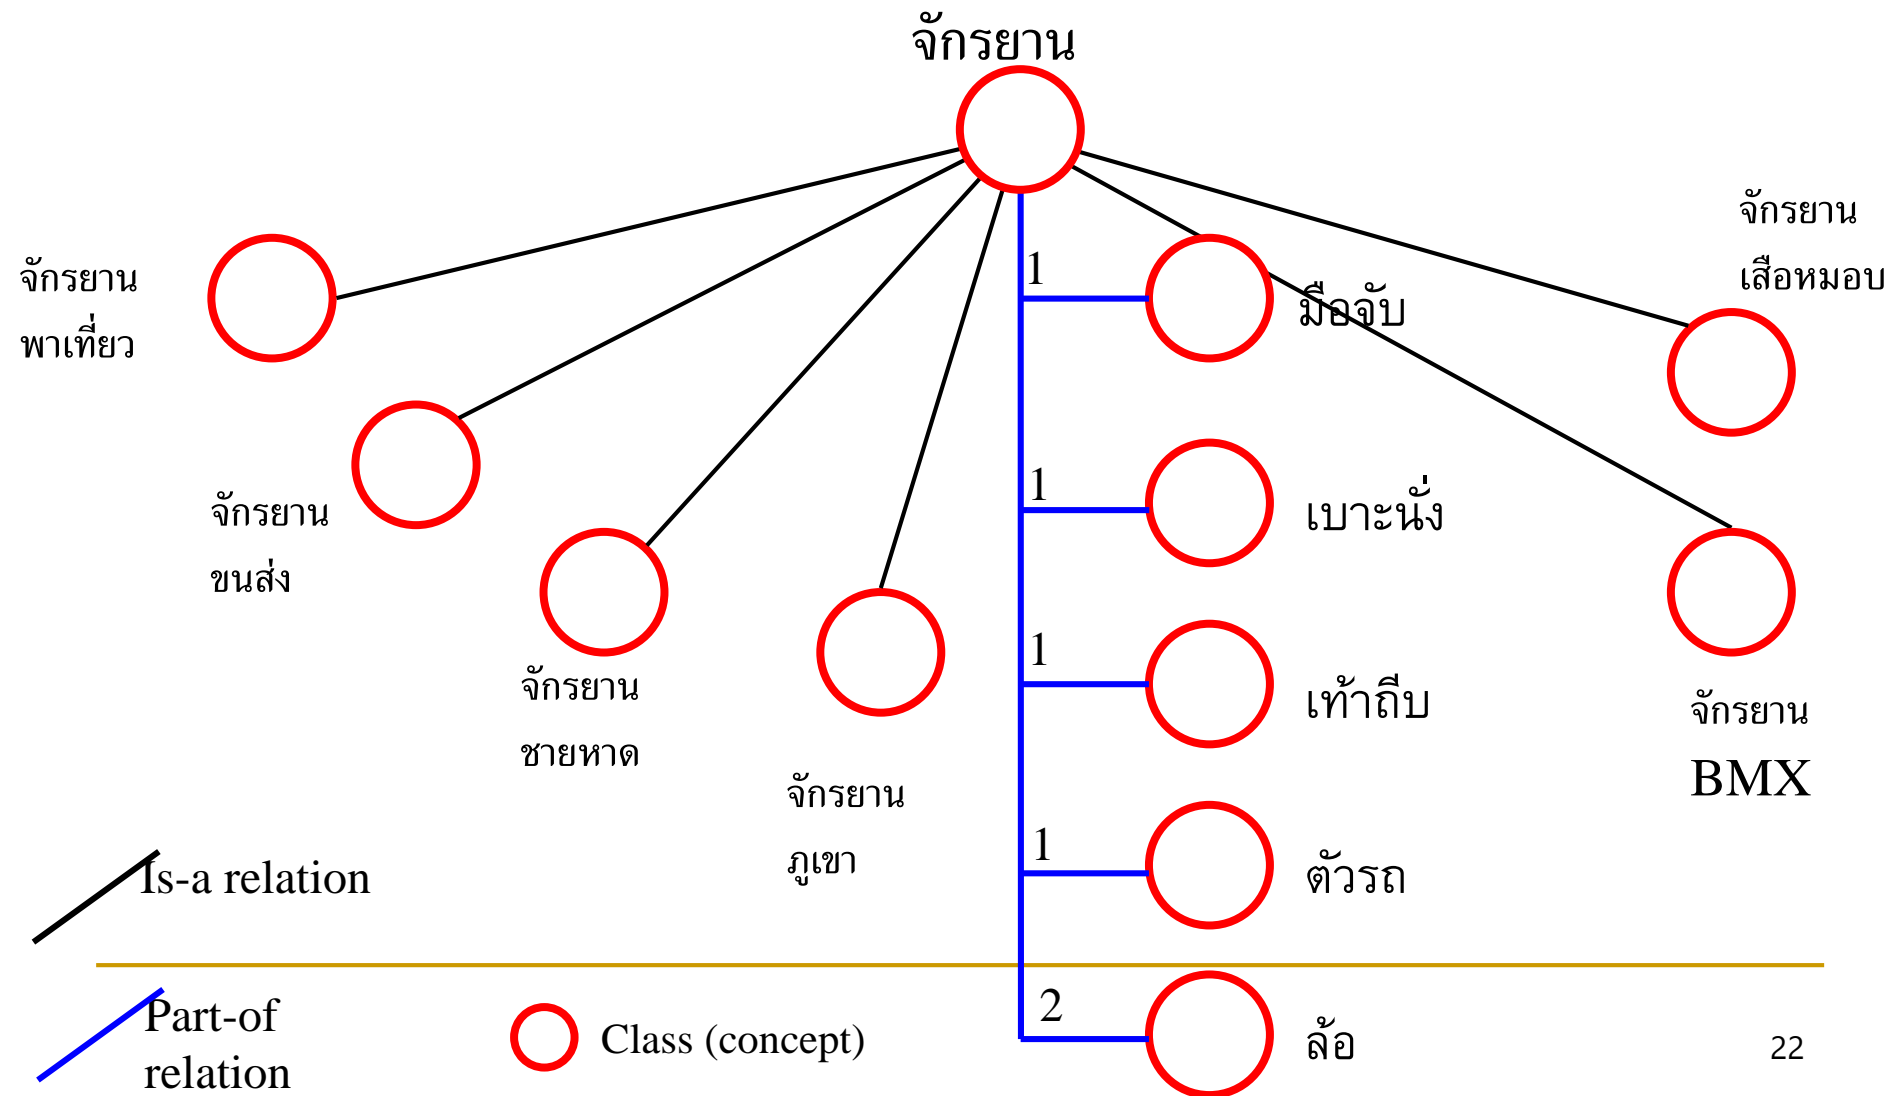 จักรยาน
จักรยาน
พาเที่ยว
จักรยาน
ขนส่ง
จักรยาน
ชายหาด
จักรยาน
ภูเขา
1
มือจับ
1
เบาะนั่ง
1
เท้าถีบ
1
ตัวรถ
2
ล้อ
จักรยาน
เสือหมอบ
จักรยาน
BMX
Is-a relation
Part-of
relation
Class (concept)
22